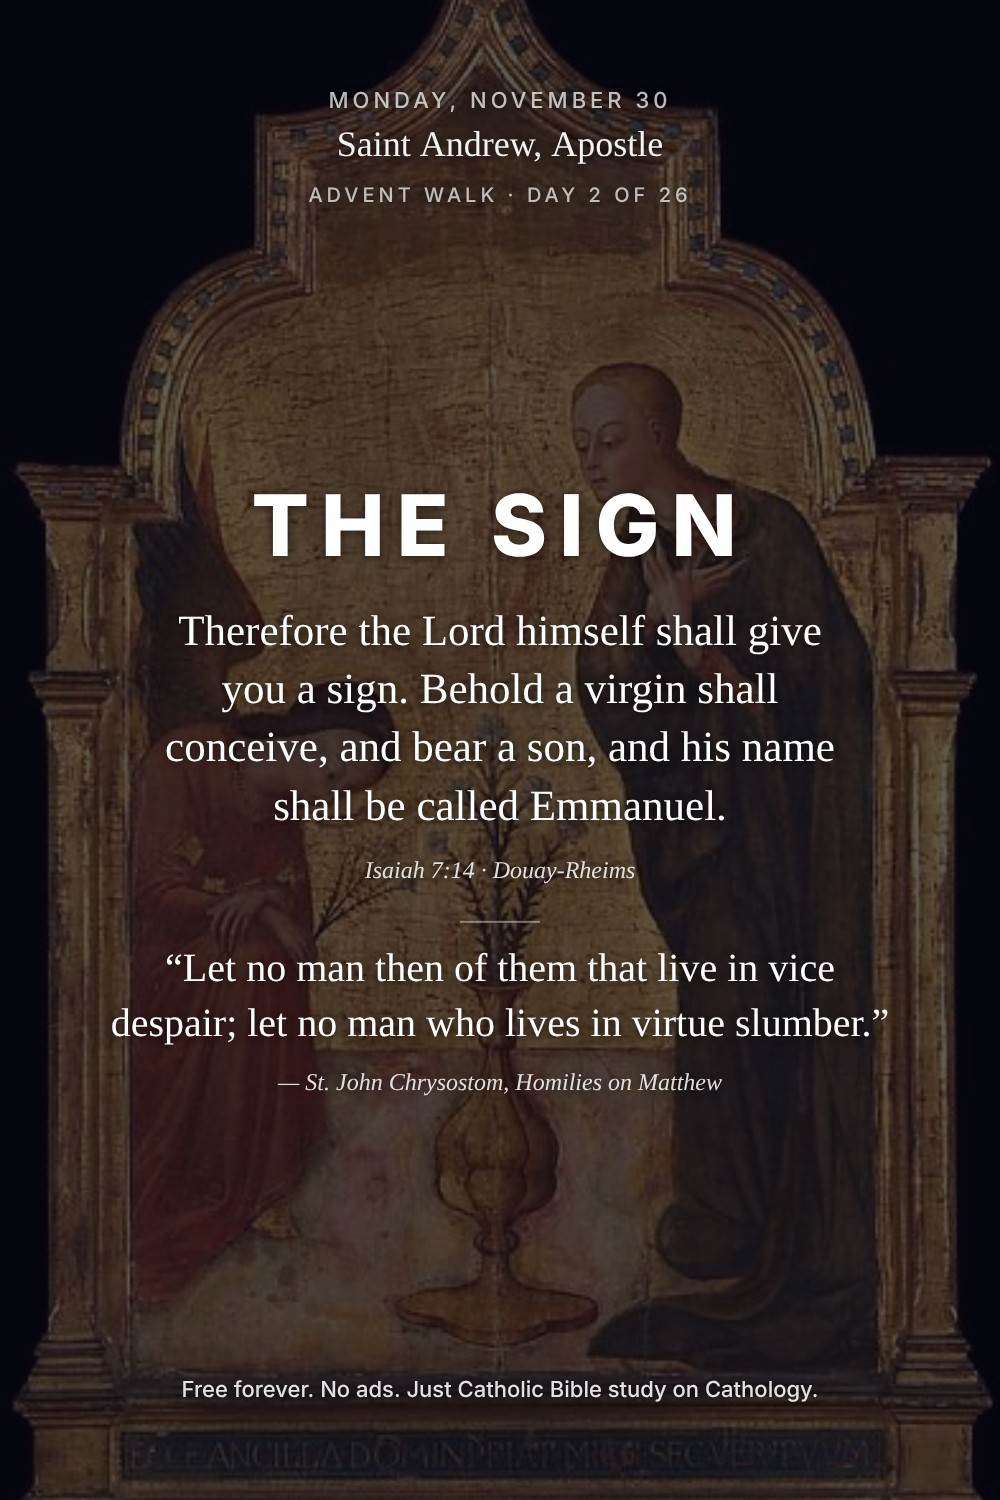 MONDAY, NOVEMBER 30
Saint Andrew, Apostle
ADVENT WALK · DAY 2 OF 26
THE SIGN
Therefore the Lord himself shall give
you a sign. Behold a virgin shall
conceive, and bear a son, and his name
shall be called Emmanuel.
Isaiah 7:14 · Douay-Rheims
“Let no man then of them that live in vice
despair; let no man who lives in virtue slumber.”
— St. John Chrysostom, Homilies on Matthew
Free forever. No ads. Just Catholic Bible study on Cathology.
ANCILLA DOMINI